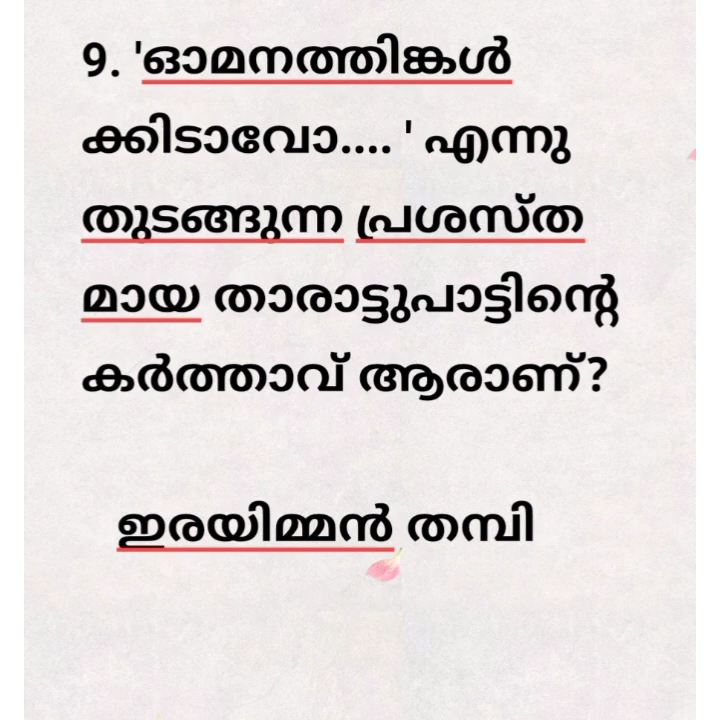 9. 'ഓമനത്തിങ്കൾ
ക്കിടാവോ.... ' എന്നു
തുടങ്ങുന്ന പ്രശസ്ത
മായ താരാട്ടുപാട്ടിന്റെ
കർത്താവ് ആരാണ്?
ഇരയിമ്മൻ തമ്പി